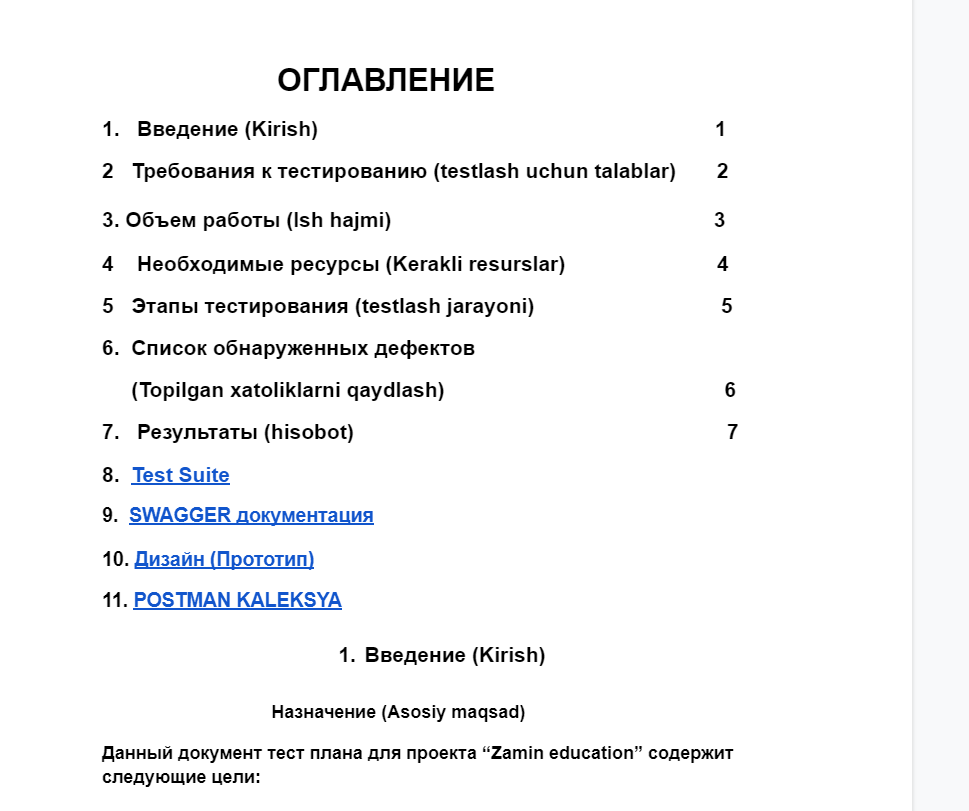 ОГЛАВЛЕНИЕ
1. Введение (Kirish) 1
2 Требования к тестированию (testlash uchun talablar) 2
3. Объем работы (Ish hajmi) 3
4 Необходимые ресурсы (Kerakli resurslar) 4
5 Этапы тестирования (testlash jarayoni) 5
6. Список обнаруженных дефектов
(Topilgan xatoliklarni qaydlash) 6
7. Результаты (hisobot) 7
8. Test Suite
9. SWAGGER документация
10. Дизайн (Прототип)
11. POSTMAN KALEKSYA
1. Введение (Kirish)
Назначение (Asosiy maqsad)
Данный документ тест плана для проекта “Zamin education” содержит
следующие цели: